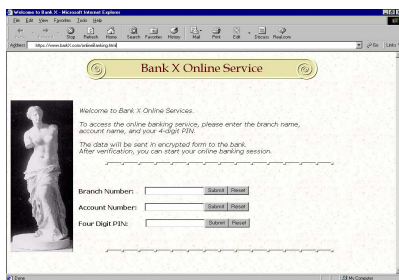 Welcome to Bank X - Microsoft Internet Explorer
File Edit View Favorites Tools Help
Stop Refresh Home Search Favorites History Mail Print Edit Discuss Real.com
Address https://www.bankX.com/onlineBanking.html Go Links
Bank X Online Service
Welcome to Bank X Online Services.
To access the online banking service, please enter the branch name,
account name, and your 4-digit PIN.
The data will be sent in encrypted form to the bank.
After verification, you can start your online banking session.
Branch Number: Submit Reset
Account Number: Submit Reset
Four Digit PIN: Submit Reset
Done My Computer